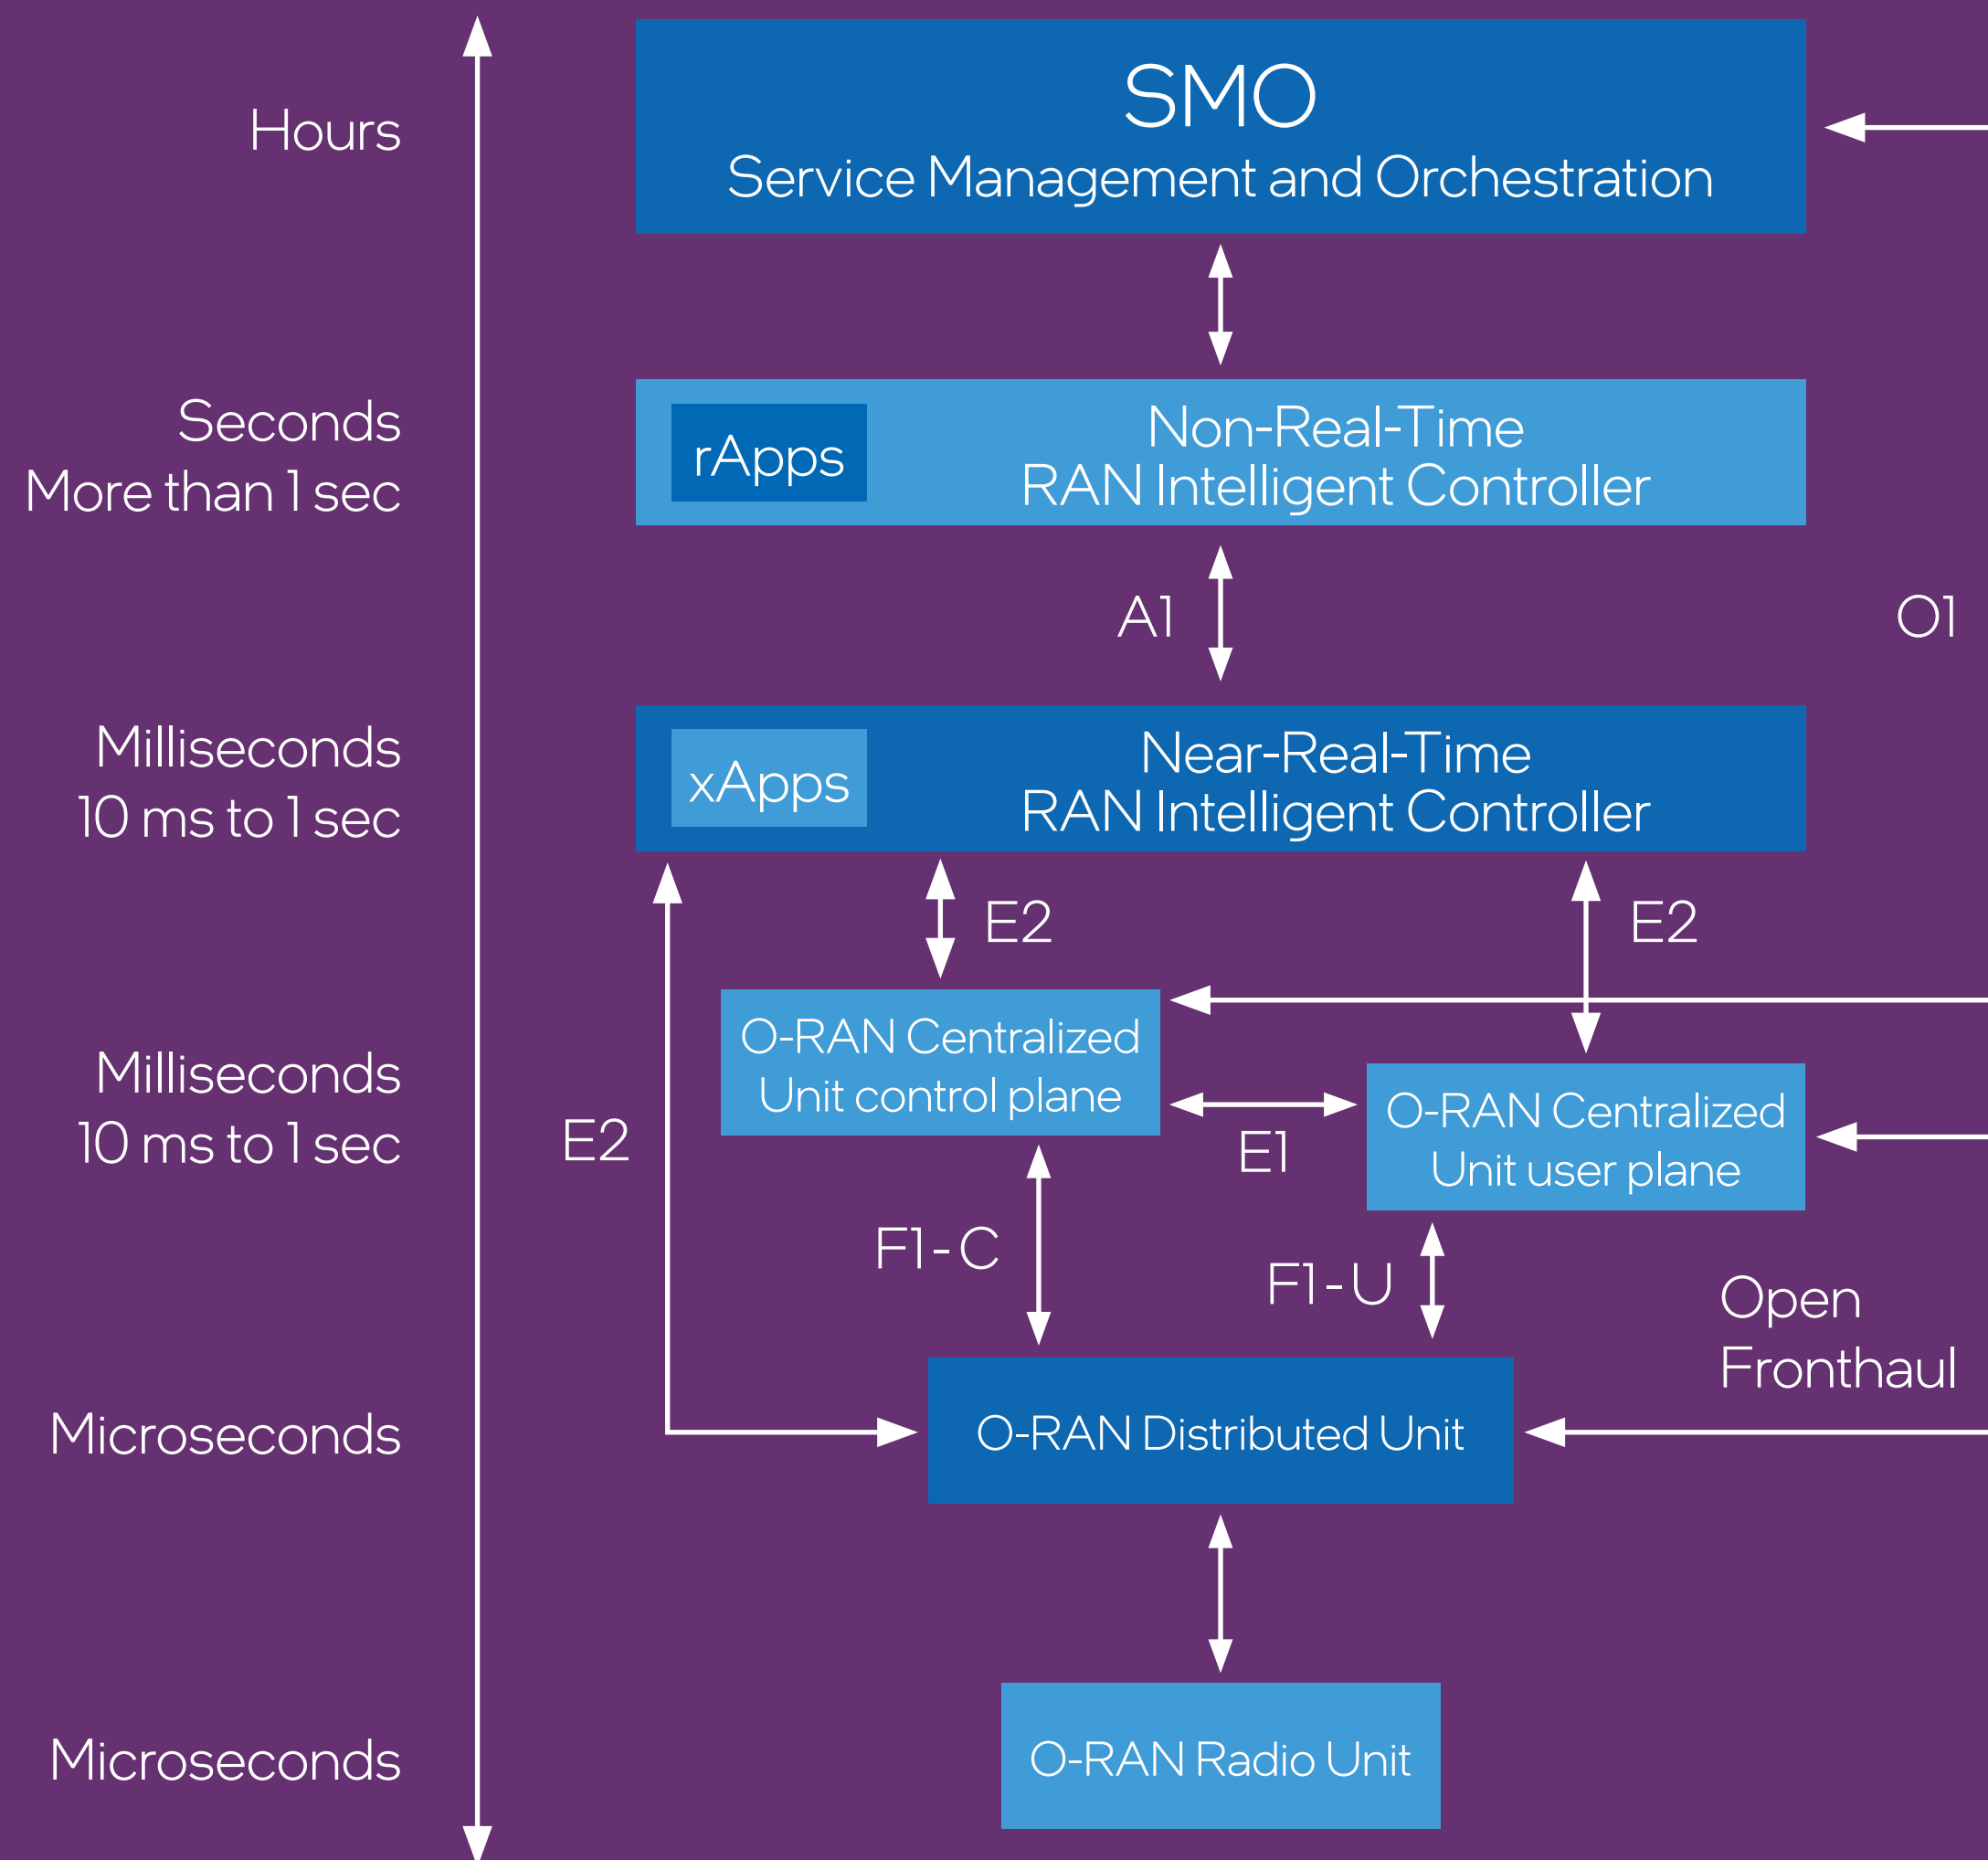 SMO
Service Management and Orchestration
Hours
rApps
Non-Real-Time
RAN Intelligent Controller
Seconds
More than 1 sec
A1
O1
xApps
Near-Real-Time
RAN Intelligent Controller
Milliseconds
10 ms to 1 sec
E2
E2
O-RAN Centralized
Unit control plane
O-RAN Centralized
Unit user plane
Milliseconds
10 ms to 1 sec
E2
E1
F1-C
F1-U
Open
Fronthaul
O-RAN Distributed Unit
Microseconds
O-RAN Radio Unit
Microseconds